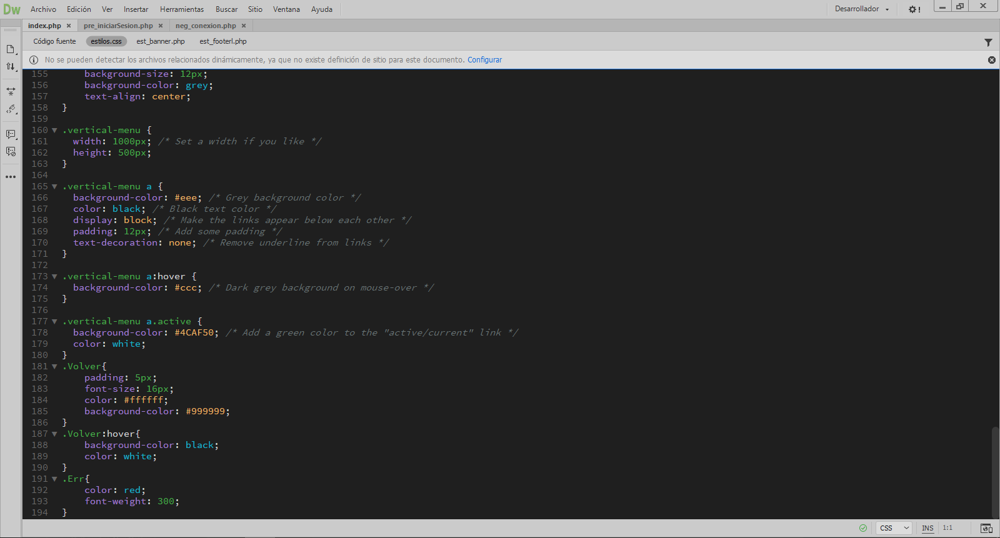 Dw Archivo Edición Ver Insertar Herramientas Buscar Sitio Ventana Ayuda Desarrollador
index.php pre_iniciarSesion.php neg_conexion.php
Código fuente estilos.css est_banner.php est_footerl.php
No se pueden detectar los archivos relacionados dinámicamente, ya que no existe definición de sitio para este documento. Configurar
155 background-size: 12px;
156 background-color: grey;
157 text-align: center;
158 }
159
160 .vertical-menu {
161 width: 1000px; /* Set a width if you like */
162 height: 500px;
163 }
164
165 .vertical-menu a {
166 background-color: #eee; /* Grey background color */
167 color: black; /* Black text color */
168 display: block; /* Make the links appear below each other */
169 padding: 12px; /* Add some padding */
170 text-decoration: none; /* Remove underline from links */
171 }
172
173 .vertical-menu a:hover {
174 background-color: #ccc; /* Dark grey background on mouse-over */
175 }
176
177 .vertical-menu a.active {
178 background-color: #4CAF50; /* Add a green color to the "active/current" link */
179 color: white;
180 }
181 .Volver{
182 padding: 5px;
183 font-size: 16px;
184 color: #ffffff;
185 background-color: #999999;
186 }
187 .Volver:hover{
188 background-color: black;
189 color: white;
190 }
191 .Err{
192 color: red;
193 font-weight: 300;
194 }
CSS INS 1:1